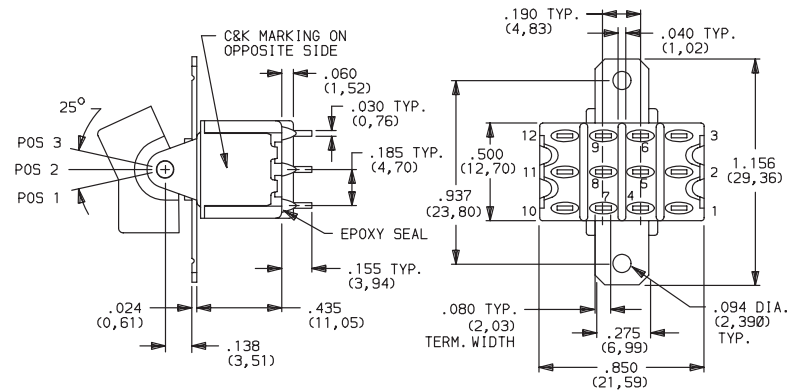 C&K MARKING ON
OPPOSITE SIDE
.060
(1,52)
.030 TYP.
(0,76)
25°
POS 3
POS 2
POS 1
.185 TYP.
(4,70)
EPOXY SEAL
.155 TYP.
(3,94)
.024
(0,61)
.435
(11,05)
.138
(3,51)
.190 TYP.
(4,83)
.040 TYP.
(1,02)
12
9
6
3
.500
(12,70)
11
8
5
2
1.156
(29,36)
.937
(23,80)
10
7
4
1
.080 TYP.
(2,03)
TERM. WIDTH
.275
(6,99)
.094 DIA.
(2,39Ø)
TYP.
.850
(21,59)